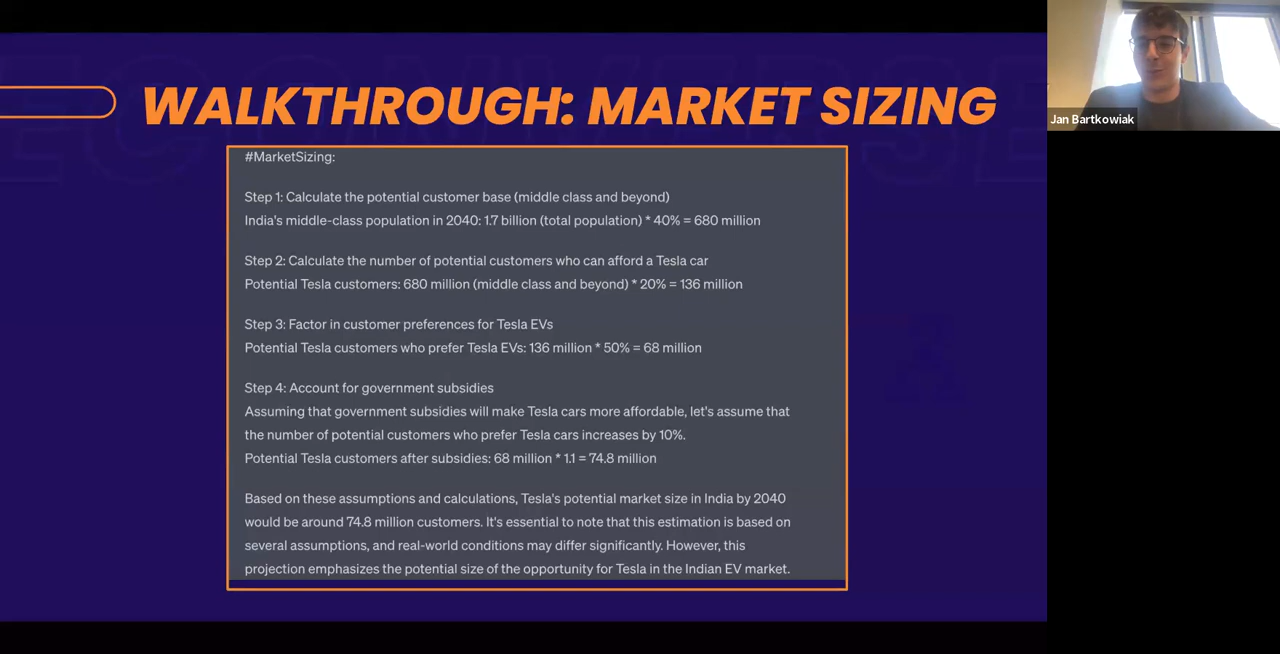 WALKTHROUGH: MARKET SIZING
#MarketSizing:
Step 1: Calculate the potential customer base (middle class and beyond)
India's middle-class population in 2040: 1.7 billion (total population) * 40% = 680 million
Step 2: Calculate the number of potential customers who can afford a Tesla car
Potential Tesla customers: 680 million (middle class and beyond) * 20% = 136 million
Step 3: Factor in customer preferences for Tesla EVs
Potential Tesla customers who prefer Tesla EVs: 136 million * 50% = 68 million
Step 4: Account for government subsidies
Assuming that government subsidies will make Tesla cars more affordable, let's assume that
the number of potential customers who prefer Tesla cars increases by 10%.
Potential Tesla customers after subsidies: 68 million * 1.1 = 74.8 million
Based on these assumptions and calculations, Tesla's potential market size in India by 2040
would be around 74.8 million customers. It's essential to note that this estimation is based on
several assumptions, and real-world conditions may differ significantly. However, this
projection emphasizes the potential size of the opportunity for Tesla in the Indian EV market.
Jan Bartkowiak